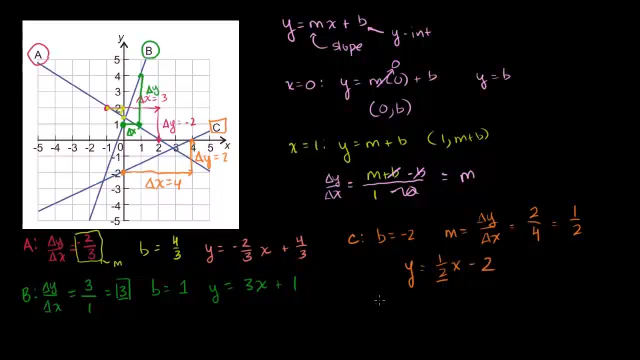 y = mx + b
slope
y-int
x=0: y = m(0) + b y=b
0
(0,b)
x=1: y = m+b (1, m+b)
Δy/Δx = (m+b-b)/(1-0) = m
A
B
C
y
x
5
4
3
2
1
0
-1
-2
-3
-4
-5
-5 -4 -3 -2 -1 0 1 2 3 4 5
Δy
Δx=3
Δx
Δy=-2
Δy=2
Δx=4
A: Δy/Δx = -2/3 b = 4/3 y = -2/3 x + 4/3
m
B: Δy/Δx = 3/1 = 3 b = 1 y = 3x + 1
C: b = -2 m = Δy/Δx = 2/4 = 1/2
y = 1/2 x - 2